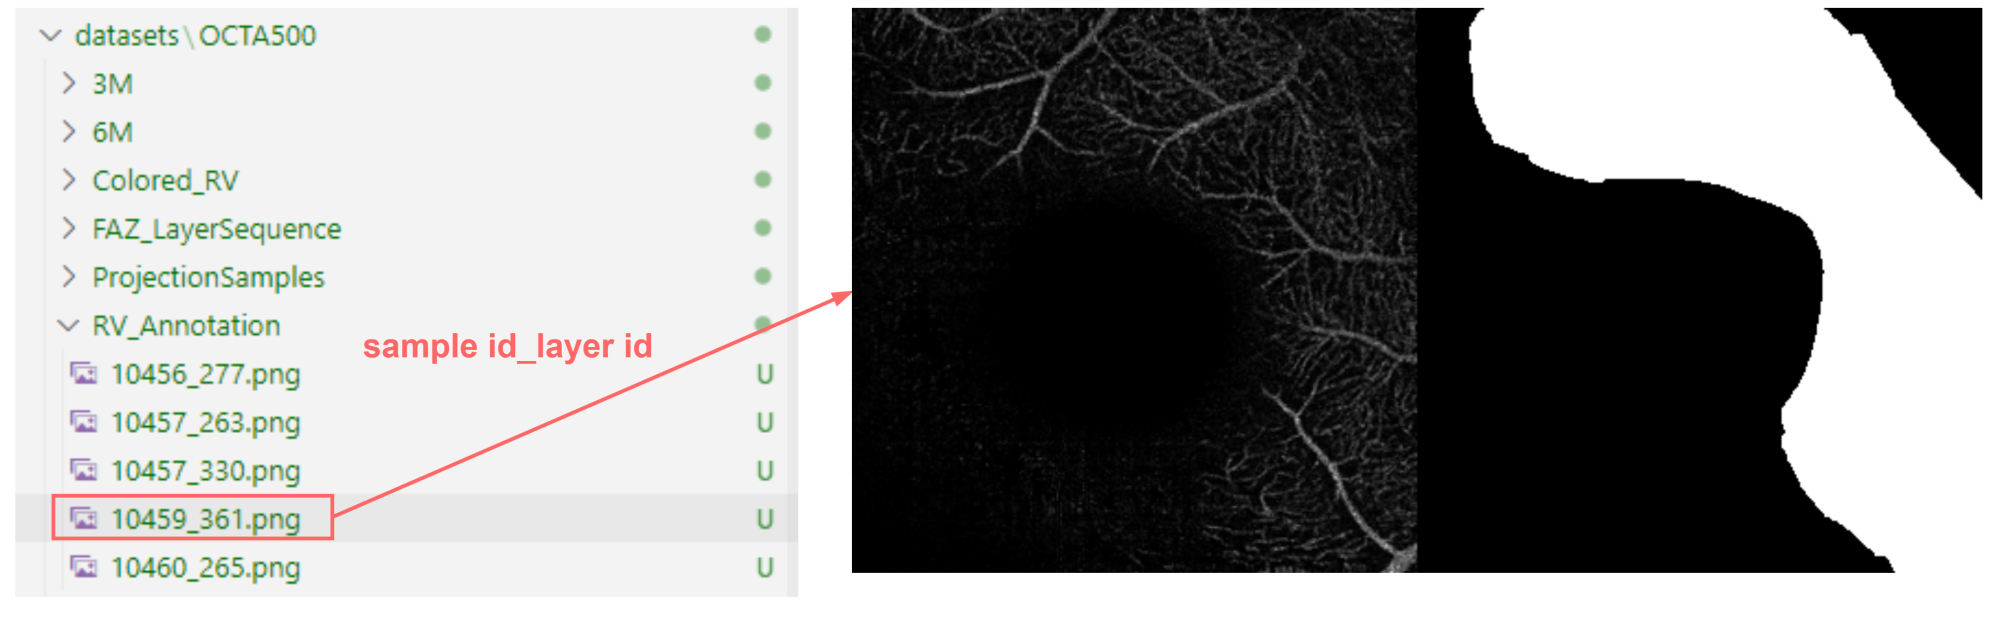 datasets\OCTA500
3M
6M
Colored_RV
FAZ_LayerSequence
ProjectionSamples
RV_Annotation
sample id_layer id
10456_277.png U
10457_263.png U
10457_330.png U
10459_361.png U
10460_265.png U